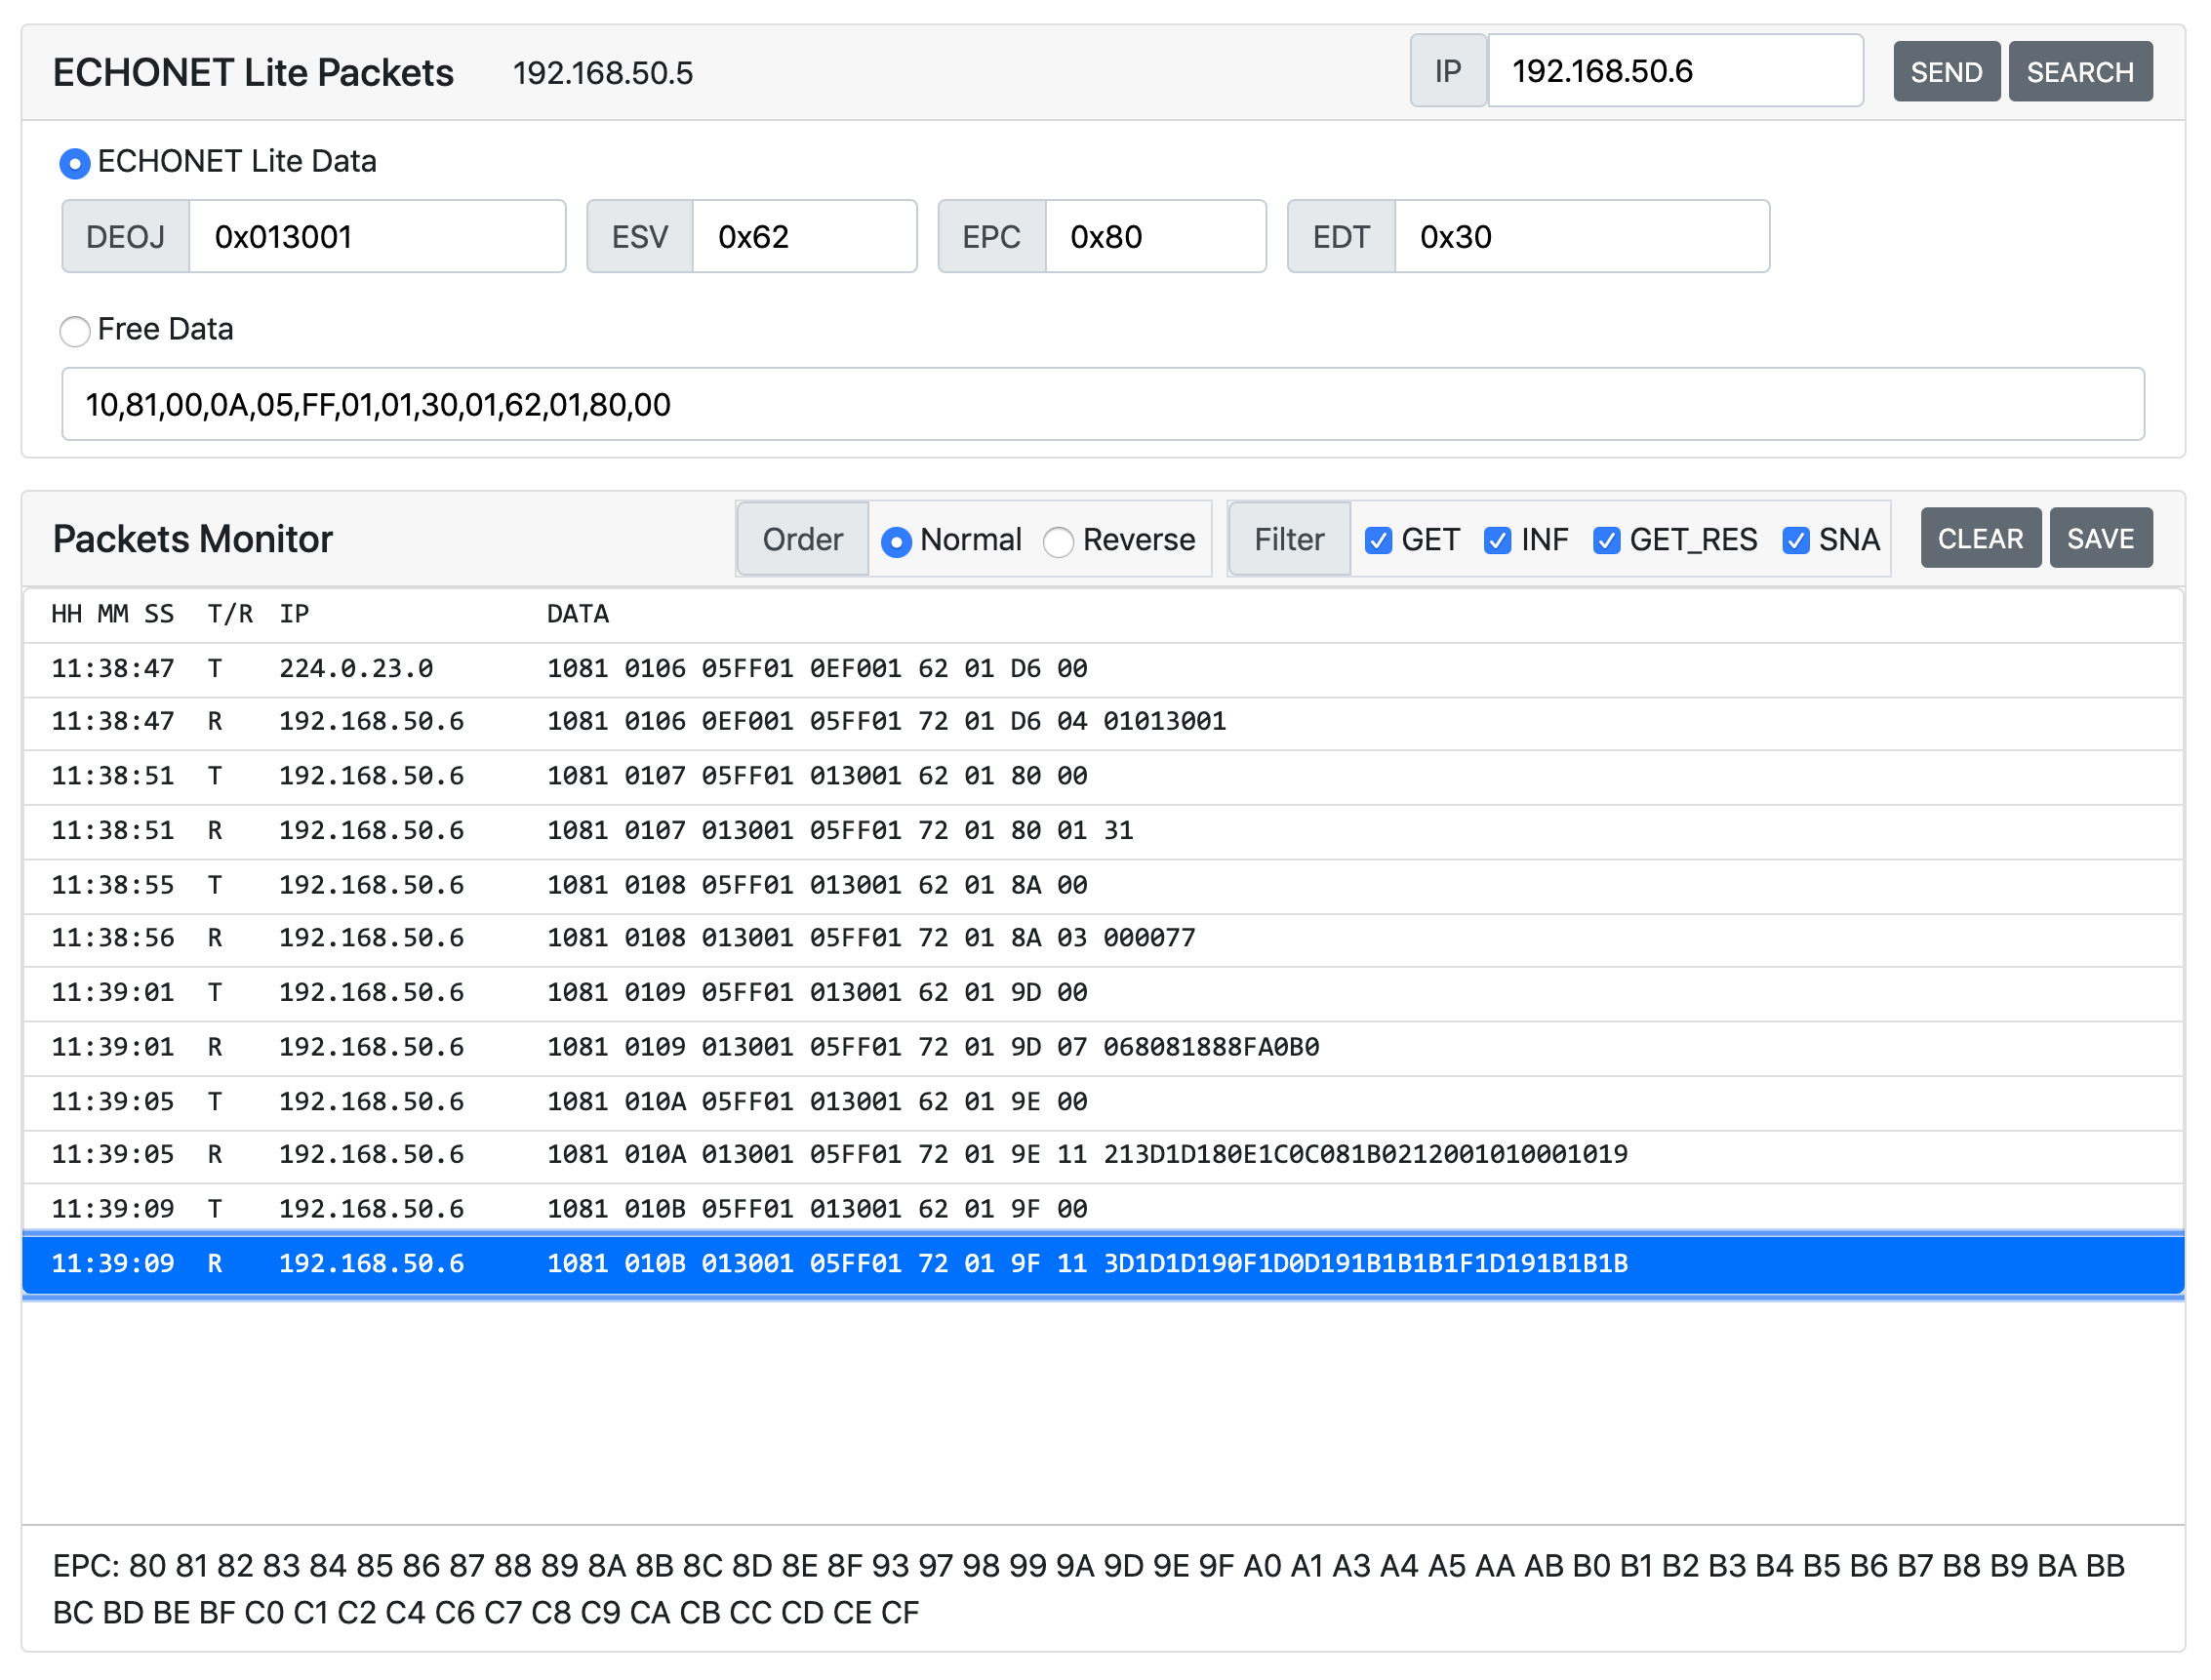 ECHONET Lite Packets 192.168.50.5 IP 192.168.50.6 SEND SEARCH
ECHONET Lite Data
DEOJ 0x013001 ESV 0x62 EPC 0x80 EDT 0x30
Free Data
10,81,00,0A,05,FF,01,01,30,01,62,01,80,00
Packets Monitor Order Normal Reverse Filter GET INF GET_RES SNA CLEAR SAVE
HH MM SS T/R IP DATA
11:38:47 T 224.0.23.0 1081 0106 05FF01 0EF001 62 01 D6 00
11:38:47 R 192.168.50.6 1081 0106 0EF001 05FF01 72 01 D6 04 01013001
11:38:51 T 192.168.50.6 1081 0107 05FF01 013001 62 01 80 00
11:38:51 R 192.168.50.6 1081 0107 013001 05FF01 72 01 80 01 31
11:38:55 T 192.168.50.6 1081 0108 05FF01 013001 62 01 8A 00
11:38:56 R 192.168.50.6 1081 0108 013001 05FF01 72 01 8A 03 000077
11:39:01 T 192.168.50.6 1081 0109 05FF01 013001 62 01 9D 00
11:39:01 R 192.168.50.6 1081 0109 013001 05FF01 72 01 9D 07 068081888FA0B0
11:39:05 T 192.168.50.6 1081 010A 05FF01 013001 62 01 9E 00
11:39:05 R 192.168.50.6 1081 010A 013001 05FF01 72 01 9E 11 213D1D180E1C0C081B0212001010001019
11:39:09 T 192.168.50.6 1081 010B 05FF01 013001 62 01 9F 00
11:39:09 R 192.168.50.6 1081 010B 013001 05FF01 72 01 9F 11 3D1D1D190F1D0D191B1B1B1F1D191B1B1B
EPC: 80 81 82 83 84 85 86 87 88 89 8A 8B 8C 8D 8E 8F 93 97 98 99 9A 9D 9E 9F A0 A1 A3 A4 A5 AA AB B0 B1 B2 B3 B4 B5 B6 B7 B8 B9 BA BB
BC BD BE BF C0 C1 C2 C4 C6 C7 C8 C9 CA CB CC CD CE CF